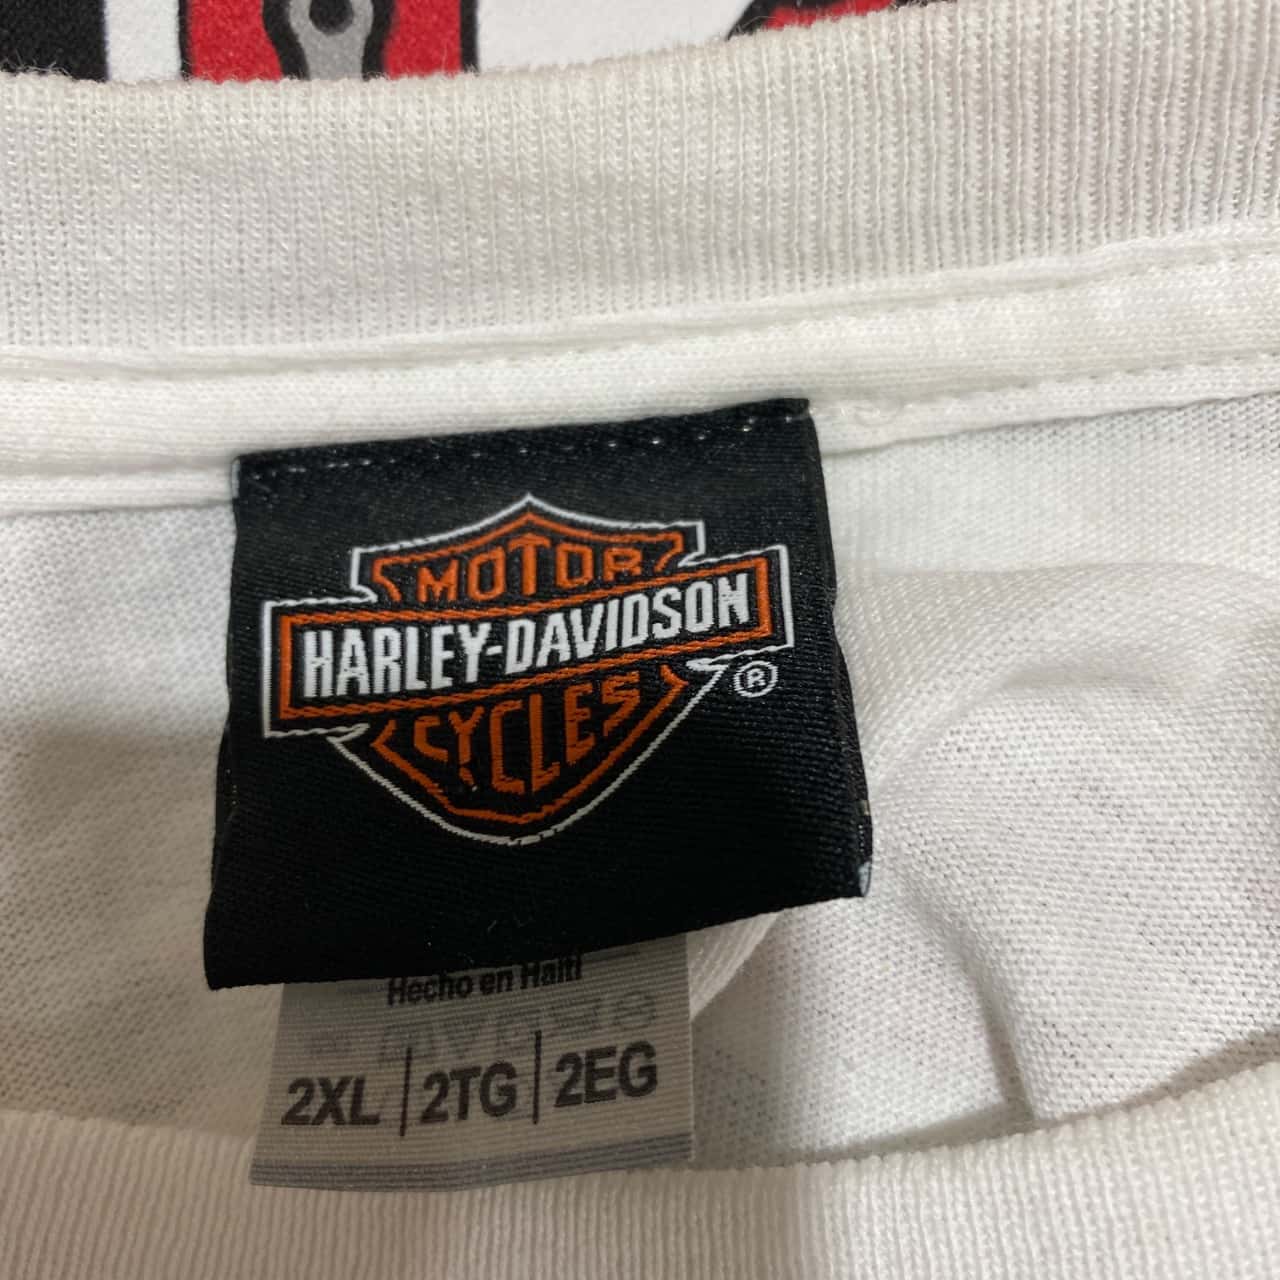 MOTOR
HARLEY-DAVIDSON
CYCLES
®
Hecho en Haiti
2XL | 2TG | 2EG